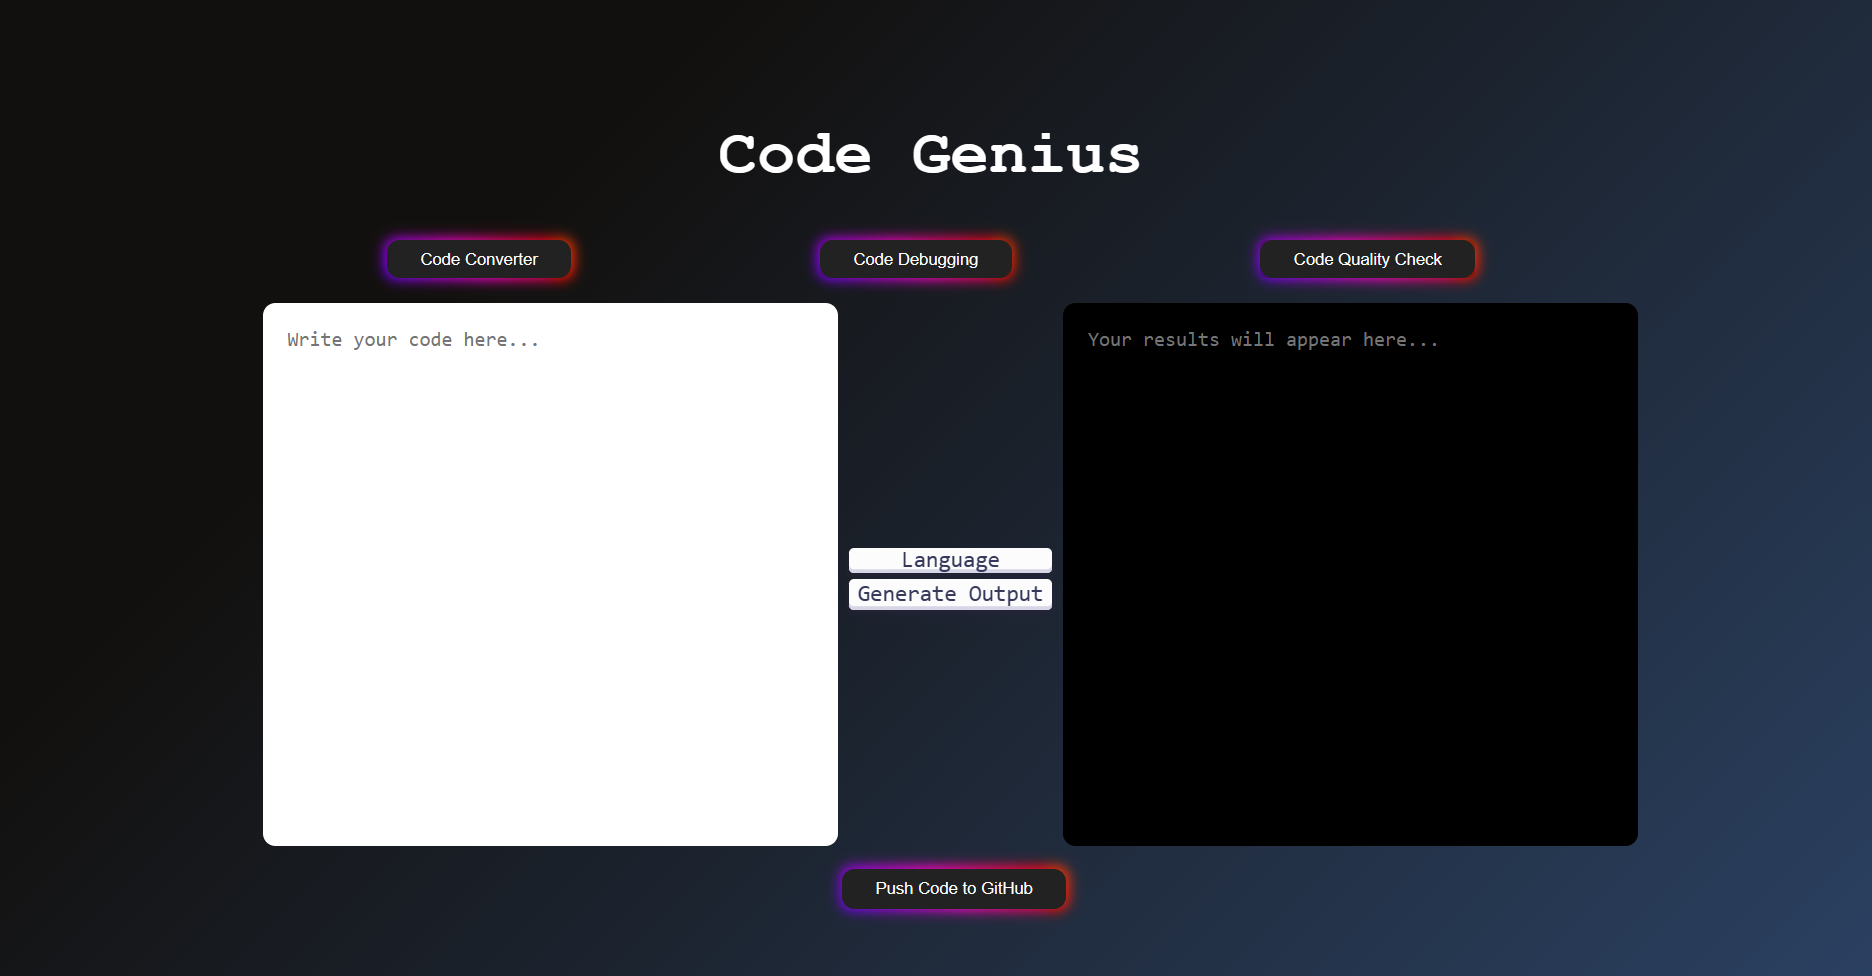 Code Genius
Code Converter
Code Debugging
Code Quality Check
Write your code here...
Your results will appear here...
Language
Generate Output
Push Code to GitHub